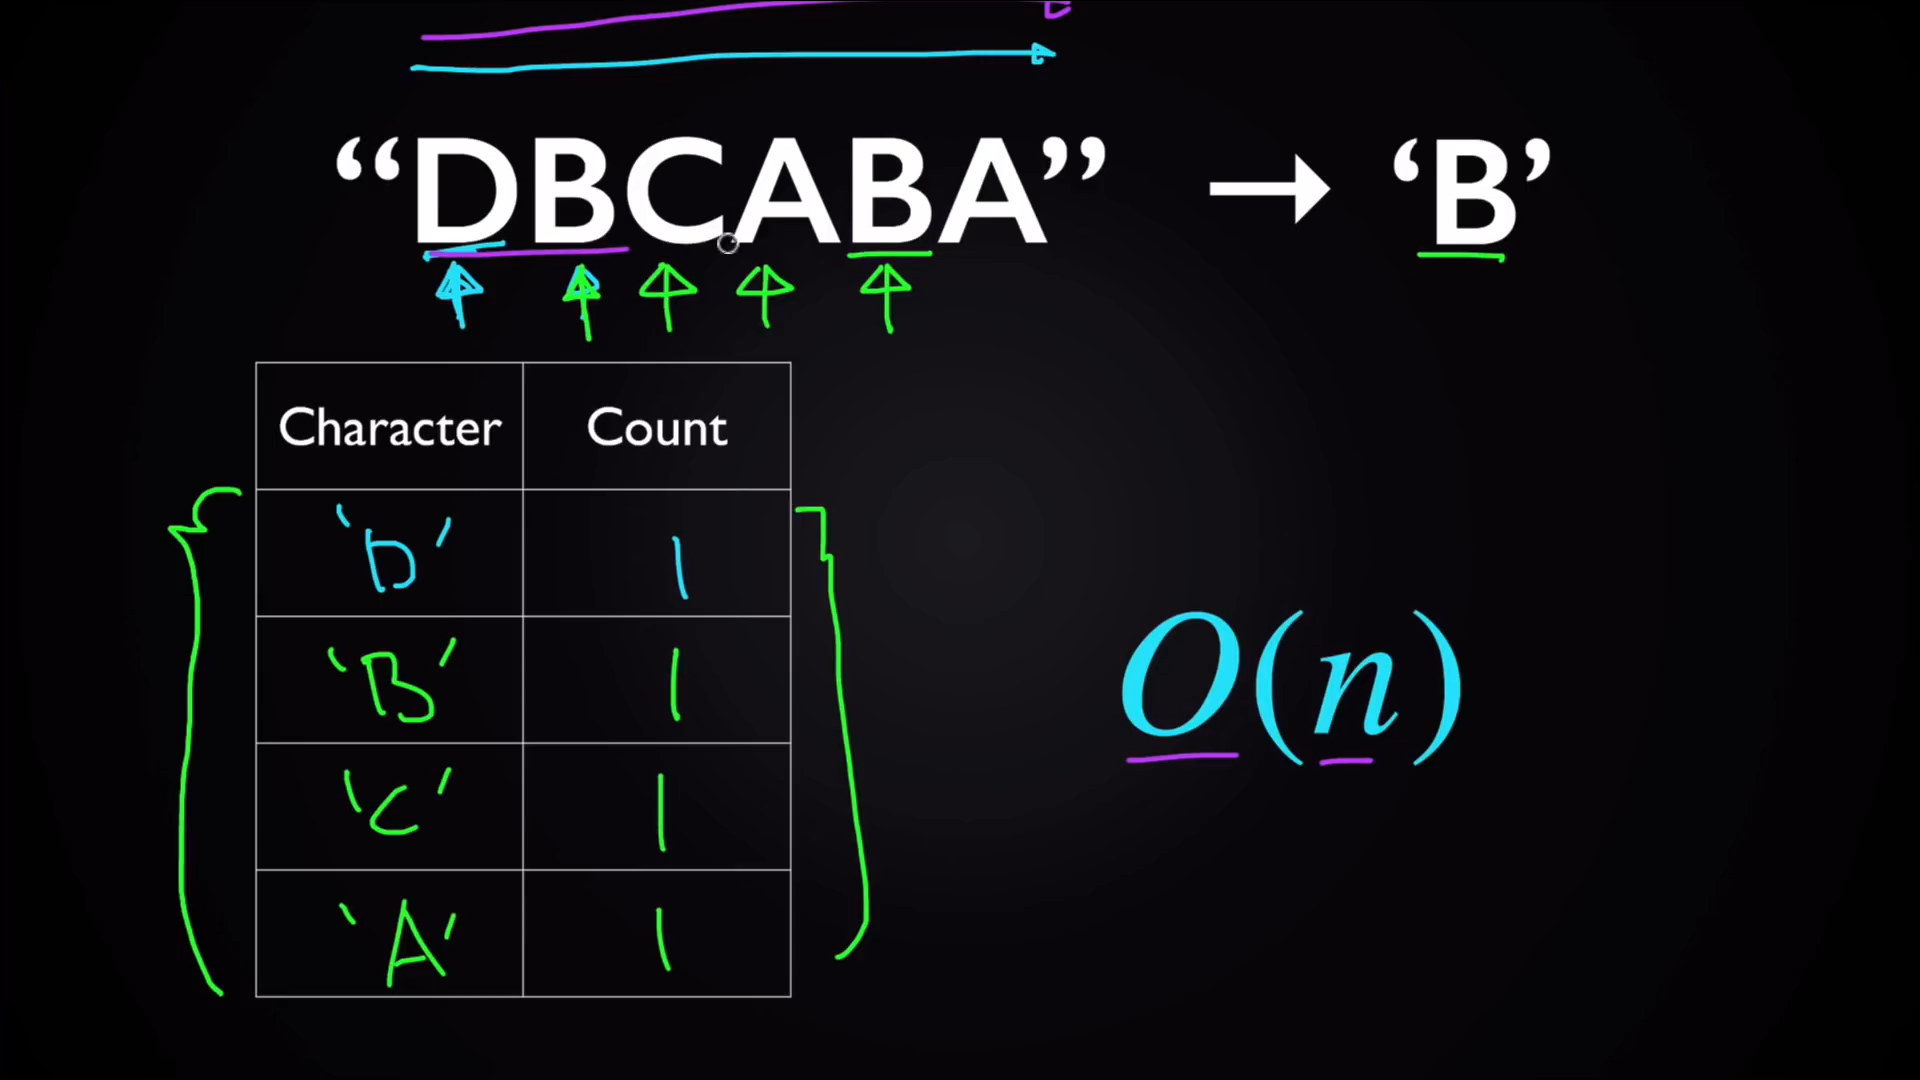 “DBCABA” → ‘B’
Character Count
'D' 1
'B' 1
'C' 1
'A' 1
O(n)